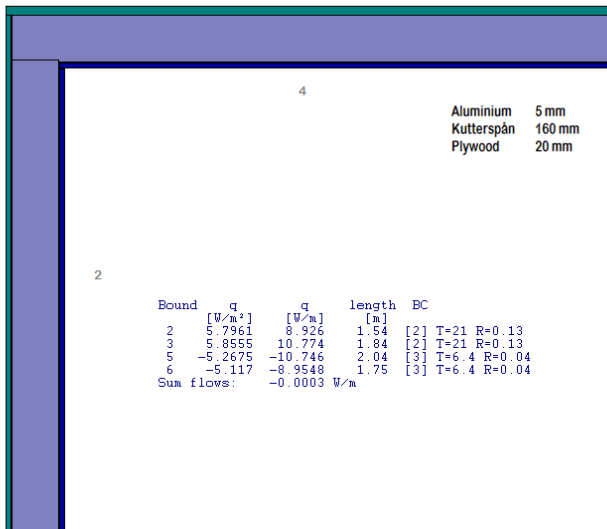 4
Aluminium 5 mm
Kutterspån 160 mm
Plywood 20 mm
2
Bound q q length BC
[W/m²] [W/m] [m]
2 5.7961 8.926 1.54 [2] T=21 R=0.13
3 5.8555 10.774 1.84 [2] T=21 R=0.13
5 -5.2675 -10.746 2.04 [3] T=6.4 R=0.04
6 -5.117 -8.9548 1.75 [3] T=6.4 R=0.04
Sum flows: -0.0003 W/m